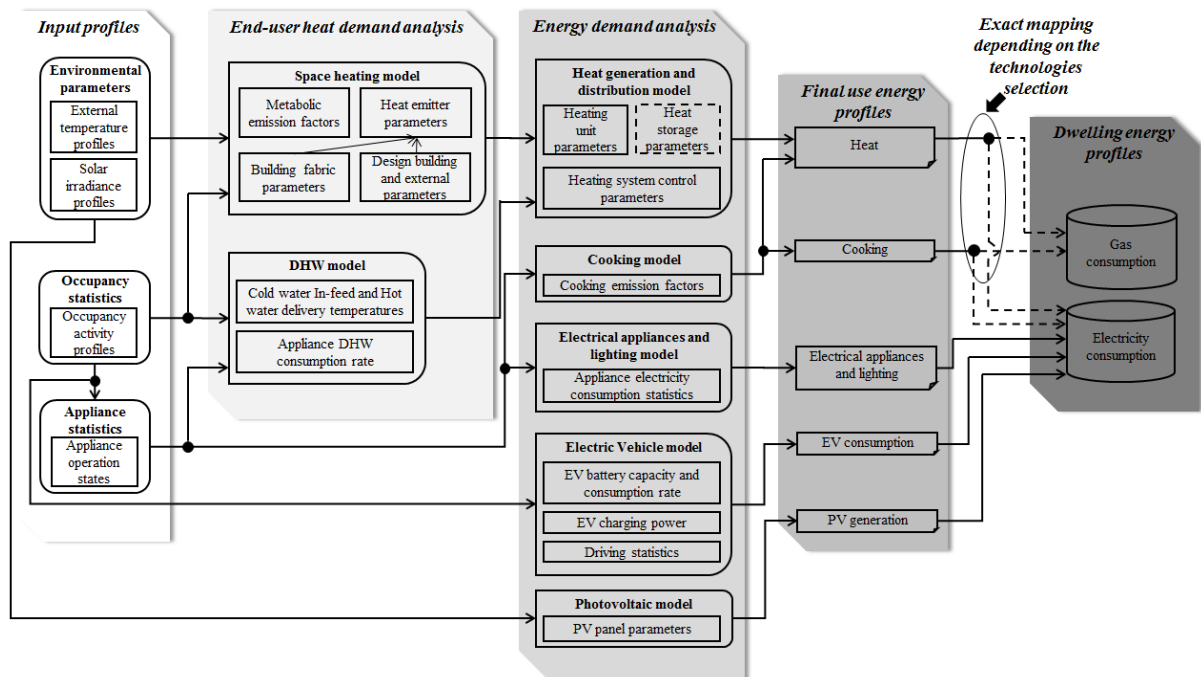 Input profiles
Environmental
parameters
External
temperature
profiles
Solar
irradiance
profiles
Occupancy
statistics
Occupancy
activity
profiles
Appliance
statistics
Appliance
operation
states
End-user heat demand analysis
Space heating model
Metabolic
emission factors
Heat emitter
parameters
Building fabric
parameters
Design building
and external
parameters
DHW model
Cold water In-feed and Hot
water delivery temperatures
Appliance DHW
consumption rate
Energy demand analysis
Heat generation and
distribution model
Heating
unit
parameters
Heat
storage
parameters
Heating system control
parameters
Cooking model
Cooking emission factors
Electrical appliances
and lighting model
Appliance electricity
consumption statistics
Electric Vehicle model
EV battery capacity and
consumption rate
EV charging power
Driving statistics
Photovoltaic model
PV panel parameters
Final use energy
profiles
Heat
Cooking
Electrical appliances
and lighting
EV consumption
PV generation
Exact mapping
depending on the
technologies
selection
Dwelling energy
profiles
Gas
consumption
Electricity
consumption